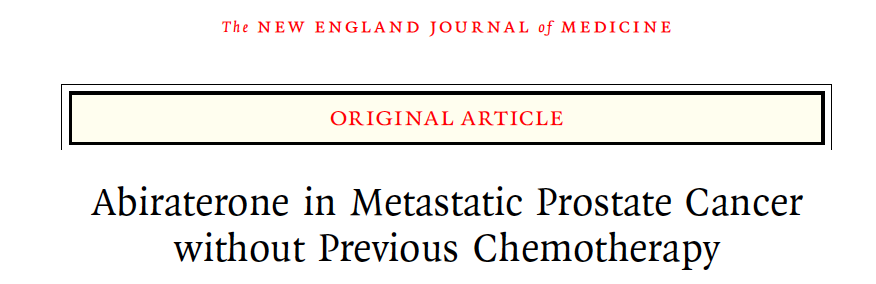 The NEW ENGLAND JOURNAL of MEDICINE
ORIGINAL ARTICLE
Abiraterone in Metastatic Prostate Cancer
without Previous Chemotherapy